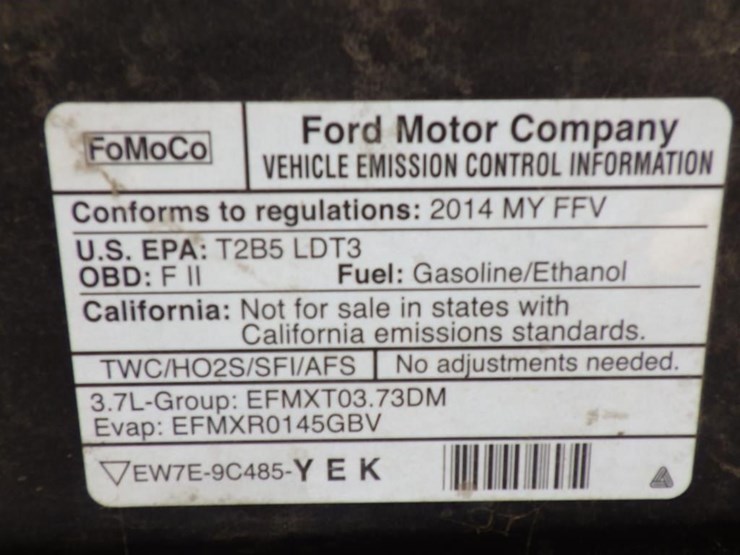 FoMoCo
Ford Motor Company
VEHICLE EMISSION CONTROL INFORMATION
Conforms to regulations: 2014 MY FFV
U.S. EPA: T2B5 LDT3
OBD: F II Fuel: Gasoline/Ethanol
California: Not for sale in states with
California emissions standards.
TWC/HO2S/SFI/AFS No adjustments needed.
3.7L-Group: EFMXT03.73DM
Evap: EFMXR0145GBV
EW7E-9C485-Y E K